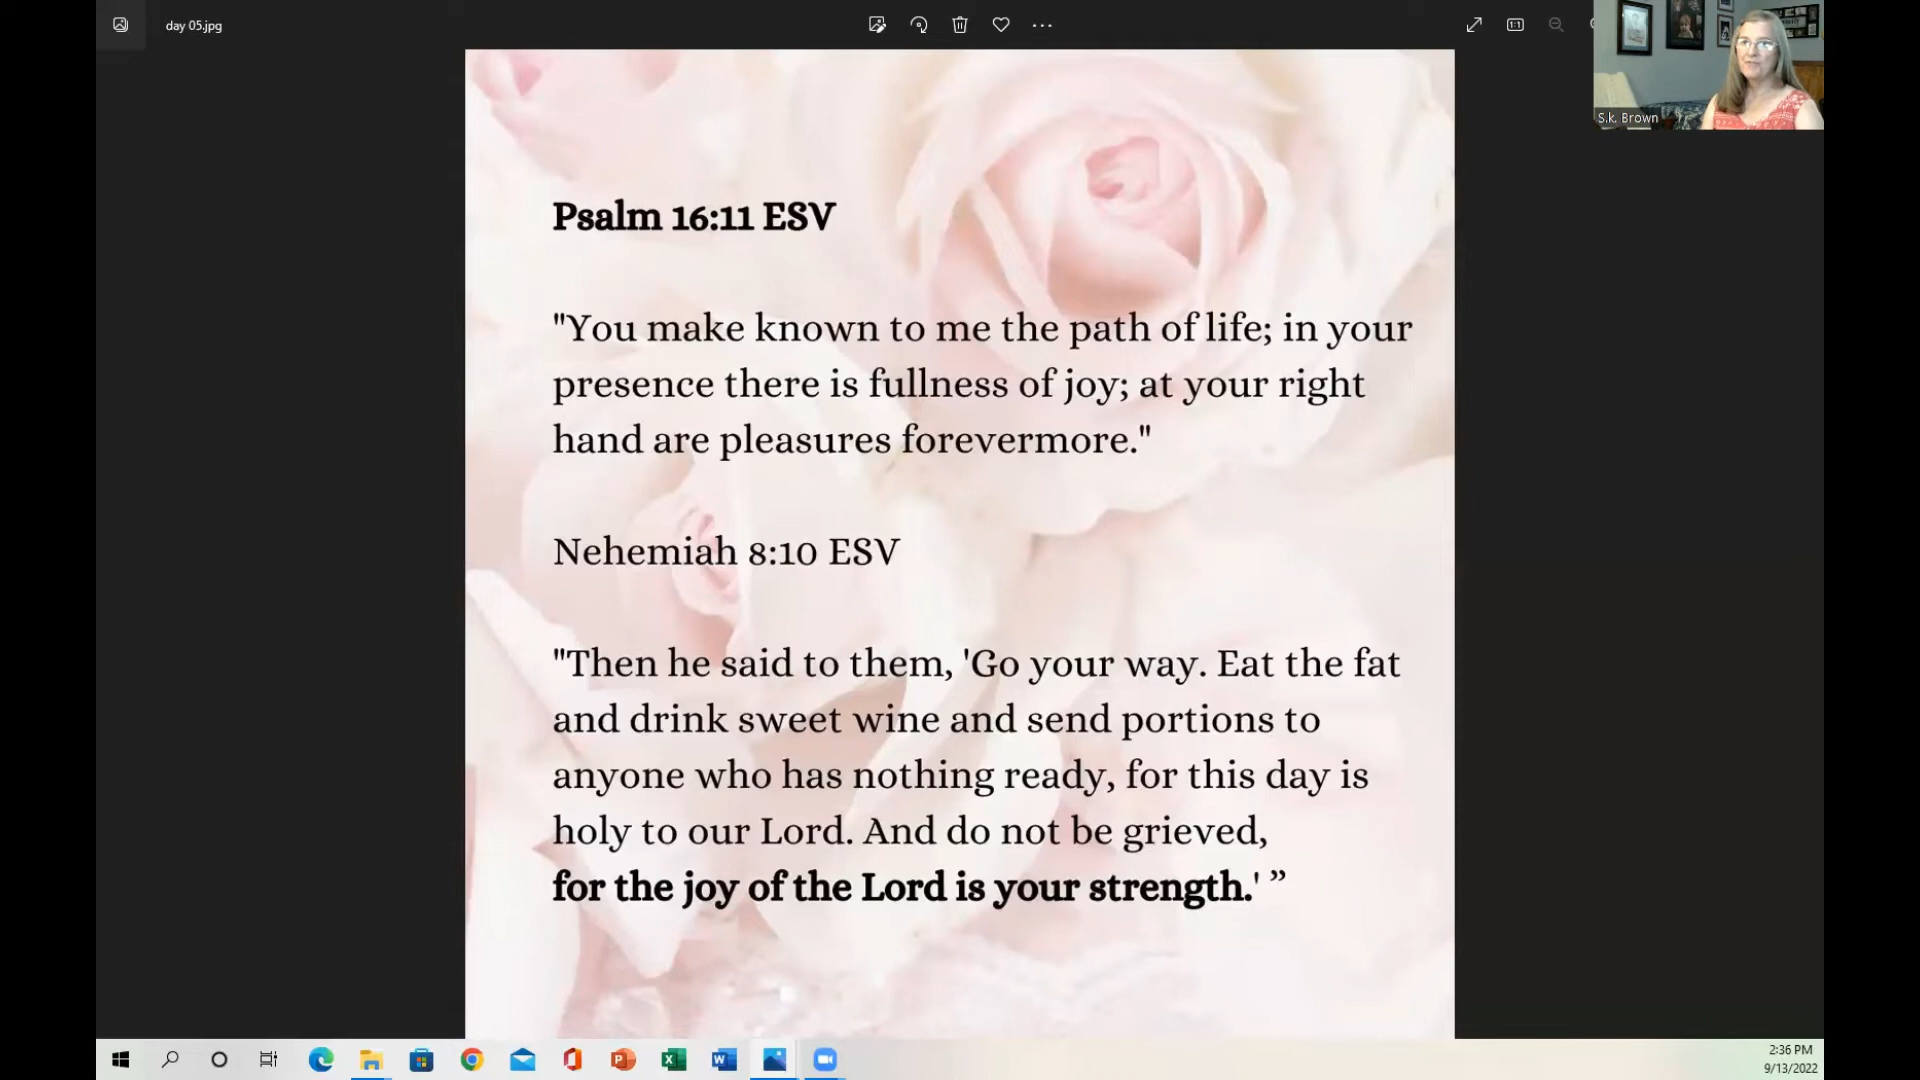 day 05.jpg
S.k. Brown
Psalm 16:11 ESV
"You make known to me the path of life; in your
presence there is fullness of joy; at your right
hand are pleasures forevermore."
Nehemiah 8:10 ESV
"Then he said to them, 'Go your way. Eat the fat
and drink sweet wine and send portions to
anyone who has nothing ready, for this day is
holy to our Lord. And do not be grieved,
for the joy of the Lord is your strength.' ”
2:36 PM
9/13/2022